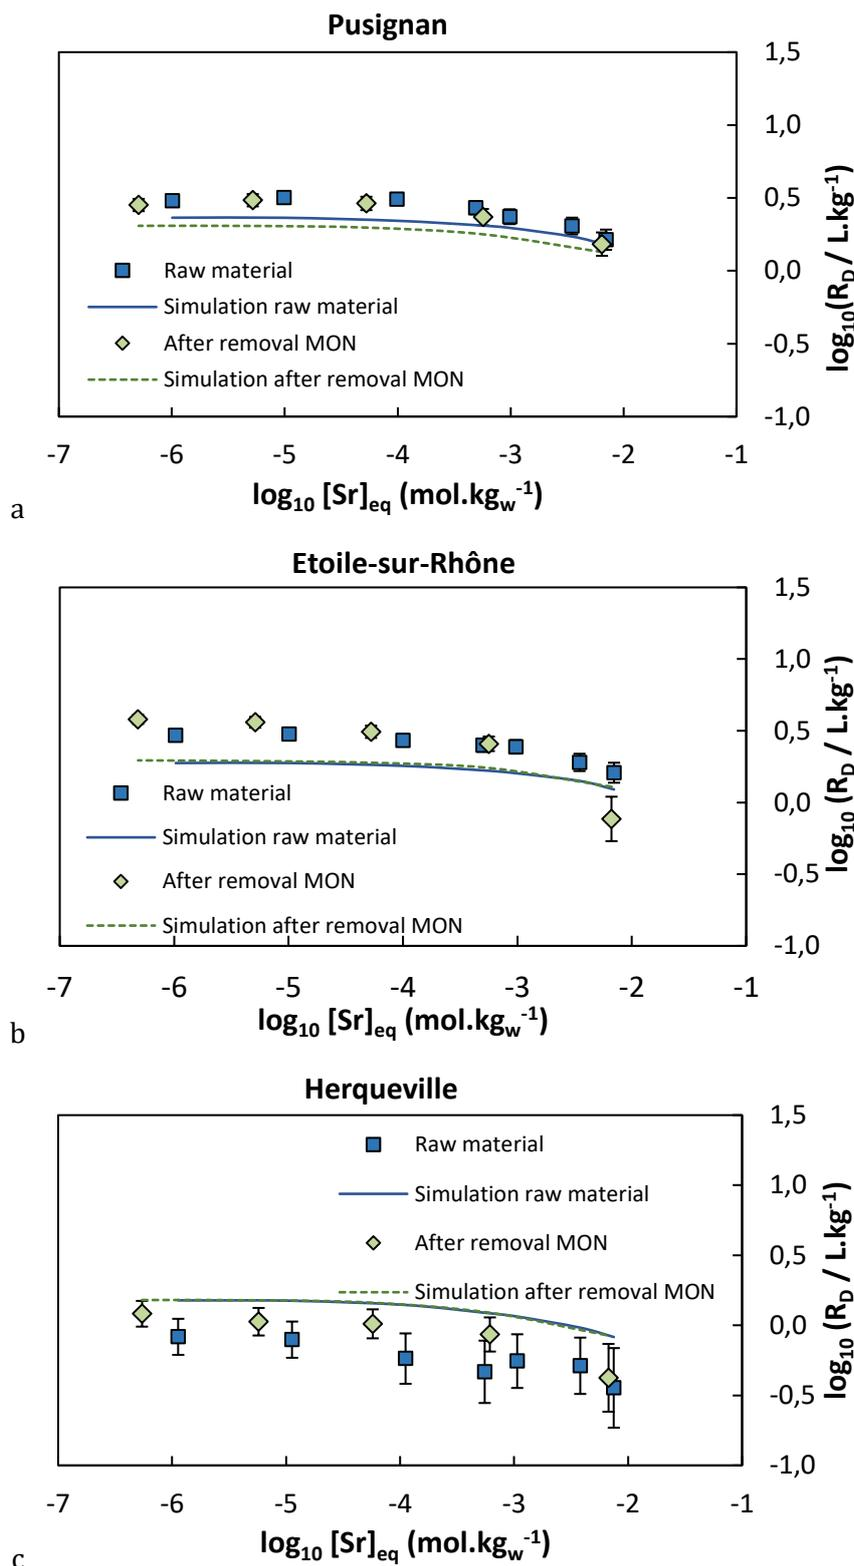 Pusignan
1,5
1,0
0,5
0,0
-0,5
-1,0
log10(RD / L.kg-1)
Raw material
Simulation raw material
After removal MON
Simulation after removal MON
-7 -6 -5 -4 -3 -2 -1
log10 [Sr]eq (mol.kgw-1)
a
Etoile-sur-Rhône
1,5
1,0
0,5
0,0
-0,5
-1,0
log10 (RD / L.kg-1)
Raw material
Simulation raw material
After removal MON
Simulation after removal MON
-7 -6 -5 -4 -3 -2 -1
log10 [Sr]eq (mol.kgw-1)
b
Herqueville
1,5
1,0
0,5
0,0
-0,5
-1,0
log10 (RD / L.kg-1)
Raw material
Simulation raw material
After removal MON
Simulation after removal MON
-7 -6 -5 -4 -3 -2 -1
log10 [Sr]eq (mol.kgw-1)
c